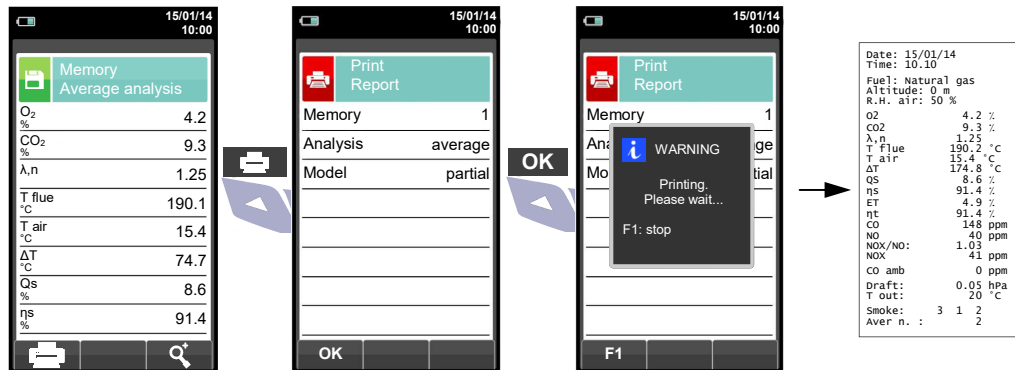 15/01/14
10:00
Memory
Average analysis
O2
% 4.2
CO2
% 9.3
λ,n 1.25
T flue
°C 190.1
T air
°C 15.4
ΔT
°C 74.7
Qs
% 8.6
ηs
% 91.4
15/01/14
10:00
Print
Report
Memory 1
Analysis average
Model partial
OK
OK
15/01/14
10:00
Print
Report
Memory 1
Ana ge
Mo tial
i WARNING
Printing.
Please wait...
F1: stop
F1
Date: 15/01/14
Time: 10.10
Fuel: Natural gas
Altitude: 0 m
R.H. air: 50 %
O2 4.2 %
CO2 9.3 %
λ,n 1.25
T flue 190.2 °C
T air 15.4 °C
ΔT 174.8 °C
QS 8.6 %
ηs 91.4 %
ET 4.9 %
ηt 91.4 %
CO 148 ppm
NO 40 ppm
NOX/NO: 1.03
NOX 41 ppm
CO amb 0 ppm
Draft: 0.05 hPa
T out: 20 °C
Smoke: 3 1 2
Aver n. : 2